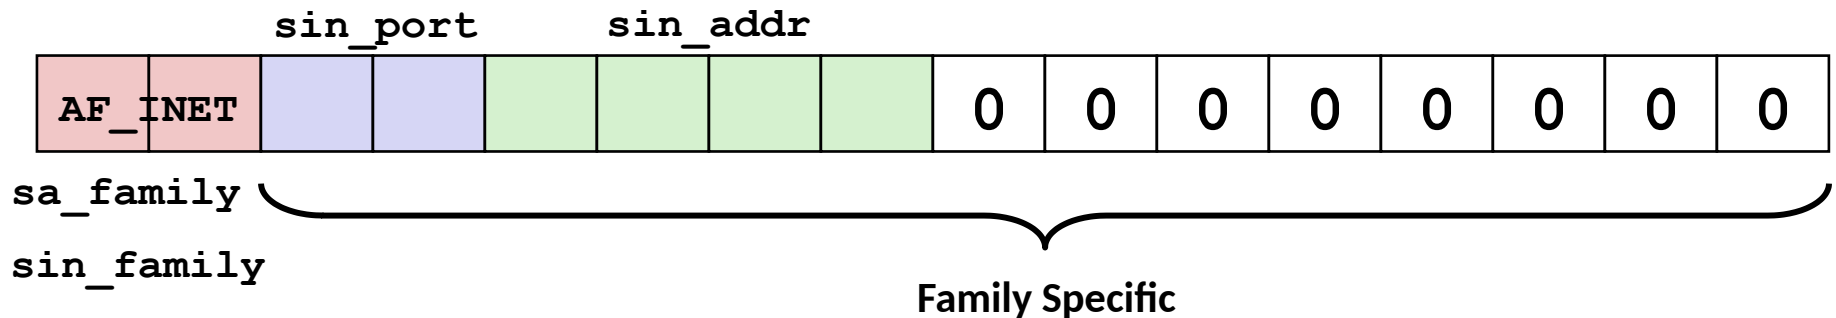 sin_port sin_addr
AF_INET 0 0 0 0 0 0 0 0
sa_family
sin_family
Family Specific